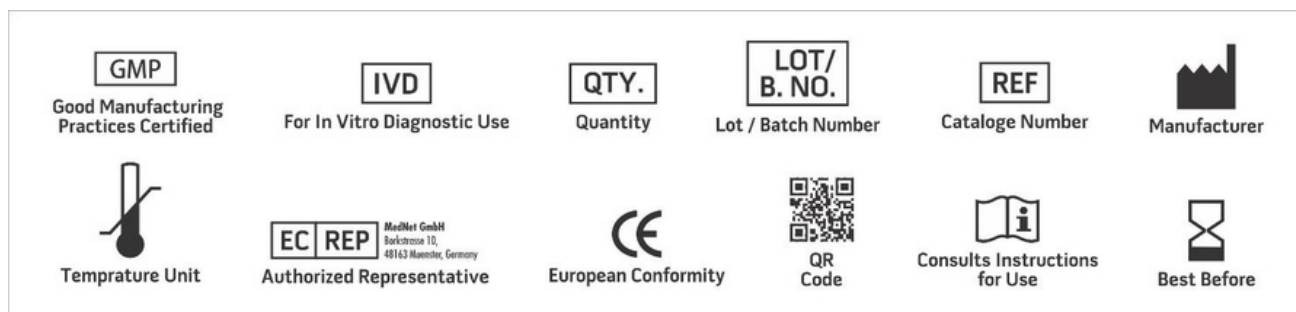 GMP
Good Manufacturing
Practices Certified
IVD
For In Vitro Diagnostic Use
QTY.
Quantity
LOT/
B. NO.
Lot / Batch Number
REF
Cataloge Number
Manufacturer
Temprature Unit
EC REP
MedNet GmbH
Borkstrasse 10,
48163 Muenster, Germany
Authorized Representative
CE
European Conformity
QR
Code
i
Consults Instructions
for Use
Best Before